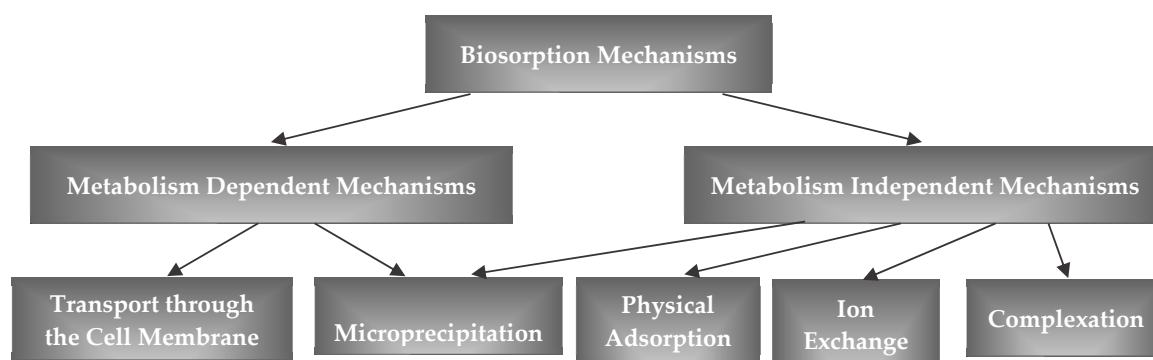 Biosorption Mechanisms
Metabolism Dependent Mechanisms
Metabolism Independent Mechanisms
Transport through
the Cell Membrane
Microprecipitation
Physical
Adsorption
Ion
Exchange
Complexation